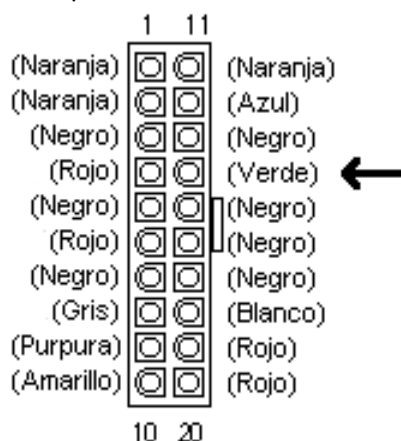 1 11
(Naranja) (Naranja)
(Naranja) (Azul)
(Negro) (Negro)
(Rojo) (Verde)
(Negro) (Negro)
(Rojo) (Negro)
(Negro) (Negro)
(Gris) (Blanco)
(Purpura) (Rojo)
(Amarillo) (Rojo)
10 20